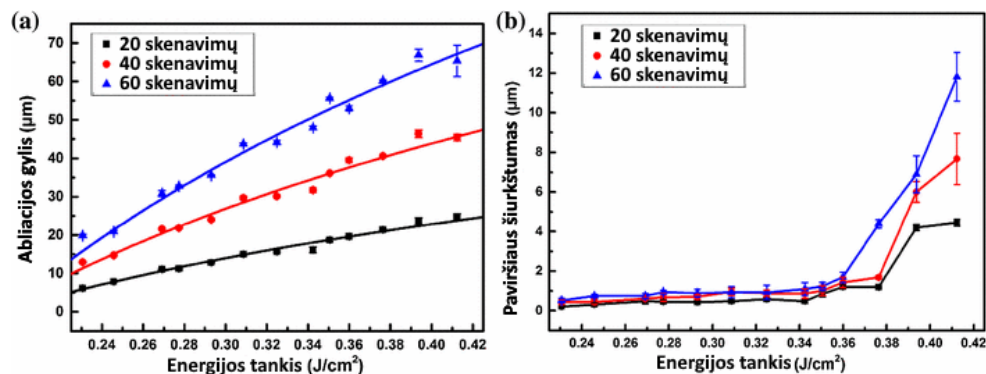 (a)
20 skenavimų
40 skenavimų
60 skenavimų
Abliacijos gylis (µm)
70
60
50
40
30
20
10
0
0.24 0.26 0.28 0.30 0.32 0.34 0.36 0.38 0.40 0.42
Energijos tankis (J/cm²)
(b)
20 skenavimų
40 skenavimų
60 skenavimų
Paviršiaus šiurkštumas (µm)
14
12
10
8
6
4
2
0
0.24 0.26 0.28 0.30 0.32 0.34 0.36 0.38 0.40 0.42
Energijos tankis (J/cm²)